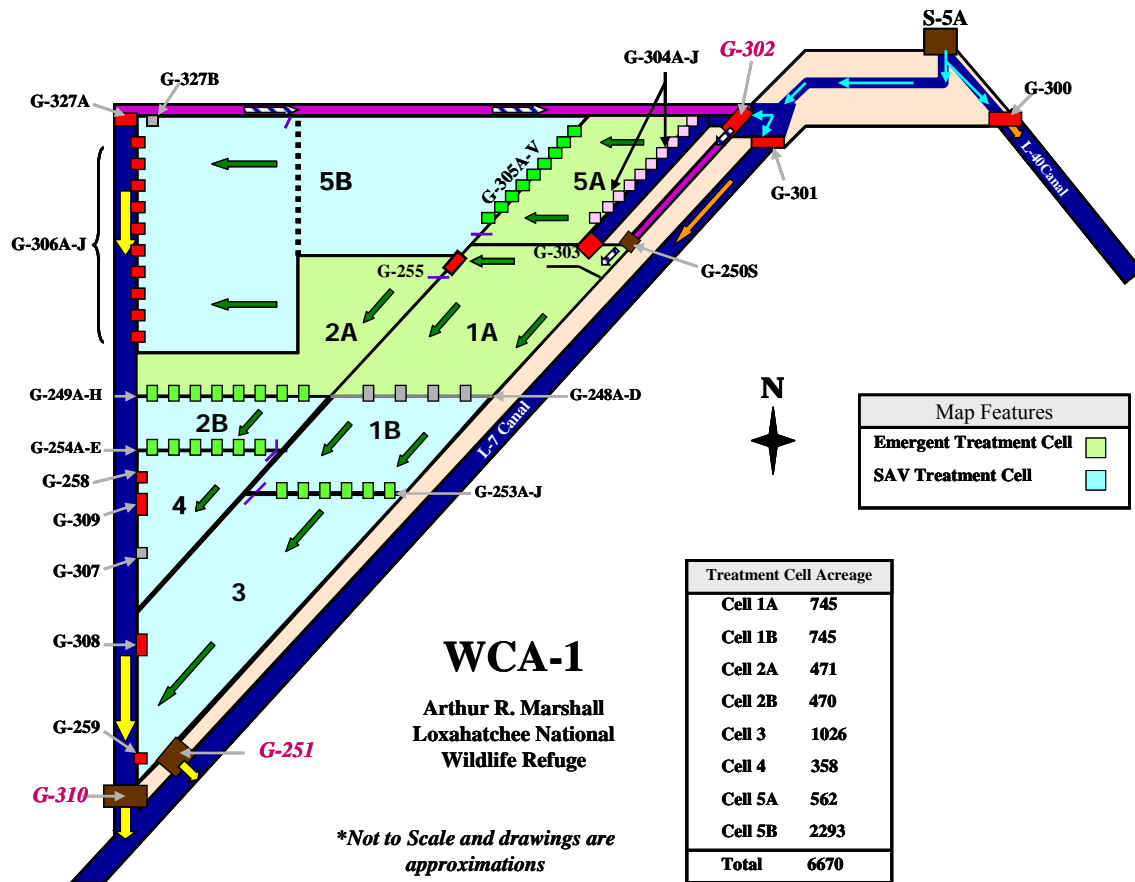 S-5A
G-302
G-304A-J
G-327B
G-327A
G-300
L-40Canal
G-305A-V
5B
5A
G-301
G-306A-J
G-303
G-255
G-250S
2A
1A
G-249A-H
G-248A-D
N
2B
1B
L-7 Canal
Map Features
Emergent Treatment Cell
SAV Treatment Cell
G-254A-E
G-258
G-253A-J
4
G-309
G-307
3
G-308
Treatment Cell Acreage
Cell 1A 745
Cell 1B 745
Cell 2A 471
Cell 2B 470
Cell 3 1026
Cell 4 358
Cell 5A 562
Cell 5B 2293
Total 6670
WCA-1
Arthur R. Marshall
Loxahatchee National
Wildlife Refuge
G-259
G-251
G-310
*Not to Scale and drawings are
approximations